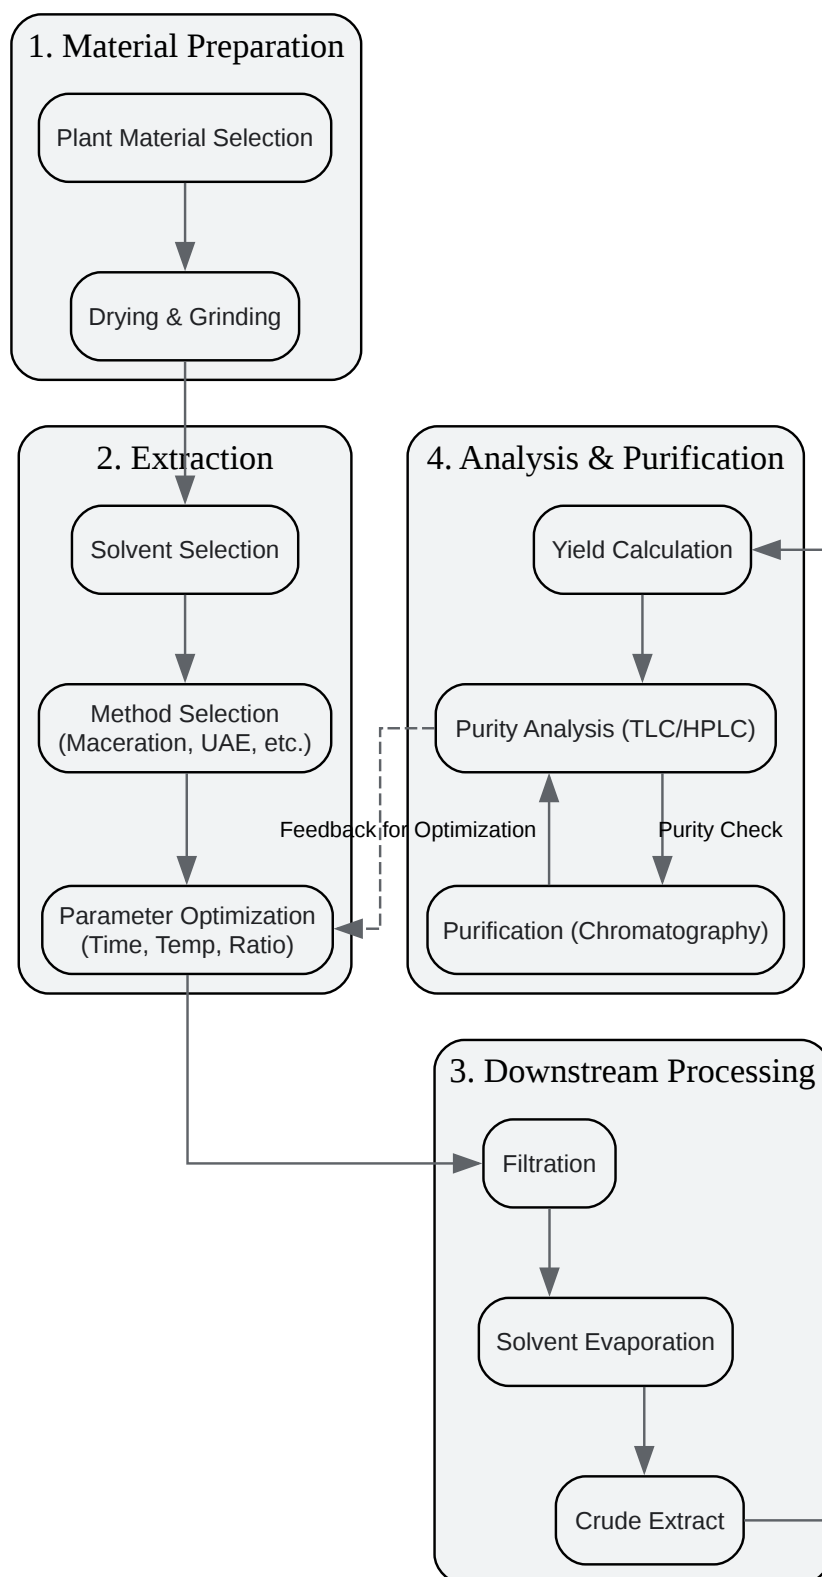 1. Material Preparation
Plant Material Selection
Drying & Grinding
2. Extraction
Solvent Selection
Method Selection
(Maceration, UAE, etc.)
Parameter Optimization
(Time, Temp, Ratio)
4. Analysis & Purification
Yield Calculation
Purity Analysis (TLC/HPLC)
Feedback for Optimization
Purity Check
Purification (Chromatography)
3. Downstream Processing
Filtration
Solvent Evaporation
Crude Extract